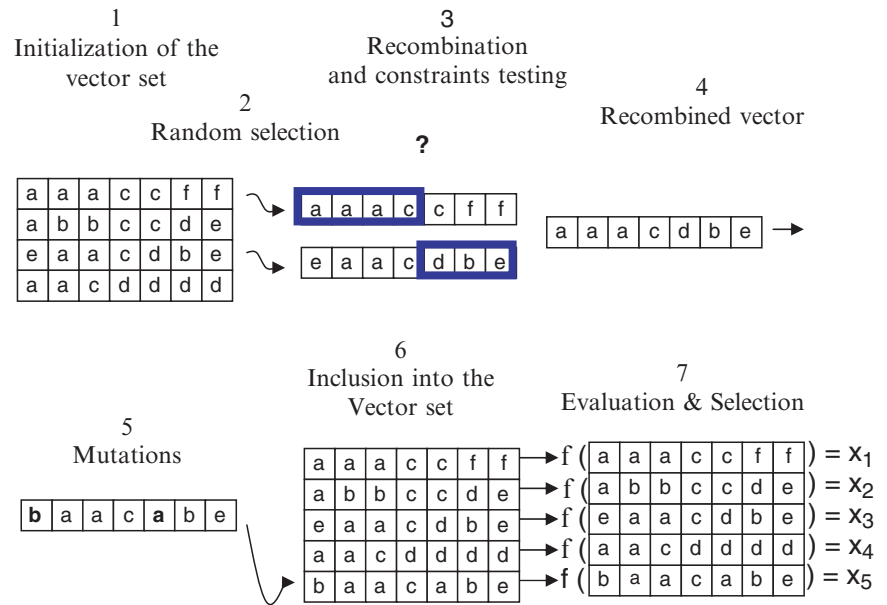 1
Initialization of the
vector set
2
Random selection
3
Recombination
and constraints testing
?
4
Recombined vector
a a a c c f f
a b b c c d e
e a a c d b e
a a c d d d d
a a a c c f f
e a a c d b e
a a a c d b e
5
Mutations
b a a c a b e
6
Inclusion into the
Vector set
a a a c c f f
a b b c c d e
e a a c d b e
a a c d d d d
b a a c a b e
7
Evaluation & Selection
f ( a a a c c f f ) = x1
f ( a b b c c d e ) = x2
f ( e a a c d b e ) = x3
f ( a a c d d d d ) = x4
f ( b a a c a b e ) = x5